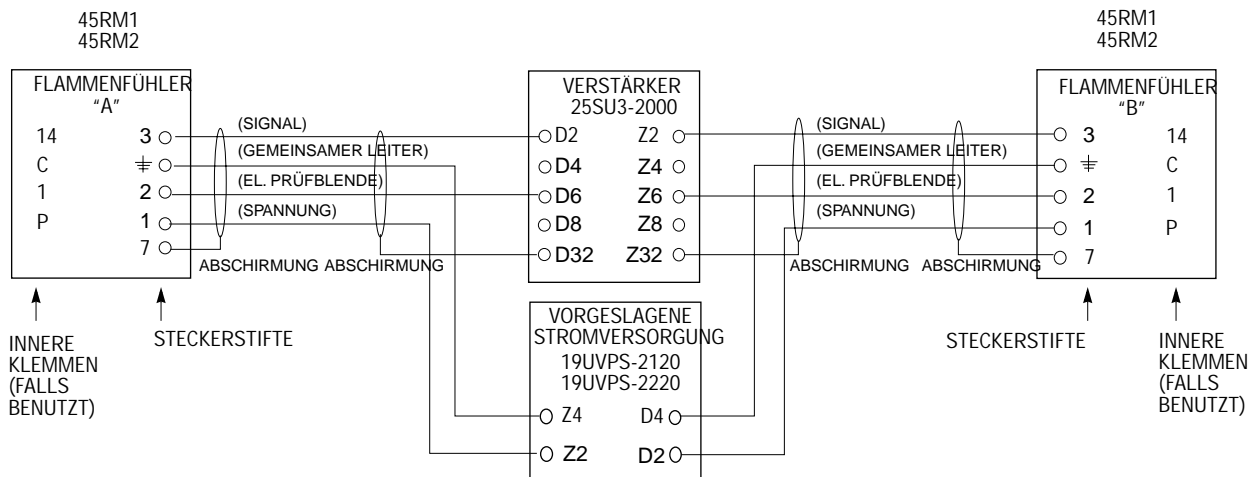 45RM1
45RM2
FLAMMENFÜHLER
“A”
14 3
C
1 2
P 1
7
(SIGNAL)
(GEMEINSAMER LEITER)
(EL. PRÜFBLENDE)
(SPANNUNG)
ABSCHIRMUNG ABSCHIRMUNG
INNERE
KLEMMEN
(FALLS
BENUTZT)
STECKERSTIFTE
VERSTÄRKER
25SU3-2000
D2 Z2
D4 Z4
D6 Z6
D8 Z8
D32 Z32
VORGESLAGENE
STROMVERSORGUNG
19UVPS-2120
19UVPS-2220
Z4 D4
Z2 D2
(SIGNAL)
(GEMEINSAMER LEITER)
(EL. PRÜFBLENDE)
(SPANNUNG)
ABSCHIRMUNG ABSCHIRMUNG
45RM1
45RM2
FLAMMENFÜHLER
“B”
3 14
C
2 1
1 P
7
STECKERSTIFTE
INNERE
KLEMMEN
(FALLS
BENUTZT)